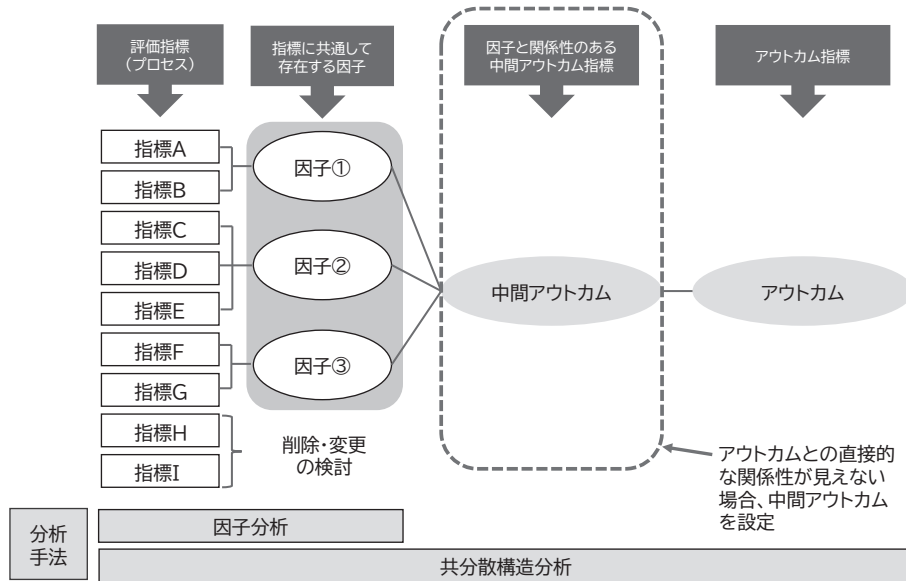 評価指標
（プロセス）
指標に共通して
存在する因子
因子と関係性のある
中間アウトカム指標
アウトカム指標
指標A
指標B
指標C
指標D
指標E
指標F
指標G
指標H
指標I
因子①
因子②
因子③
削除・変更
の検討
中間アウトカム
アウトカム
アウトカムとの直接的
な関係性が見えない
場合、中間アウトカム
を設定
分析
手法
因子分析
共分散構造分析